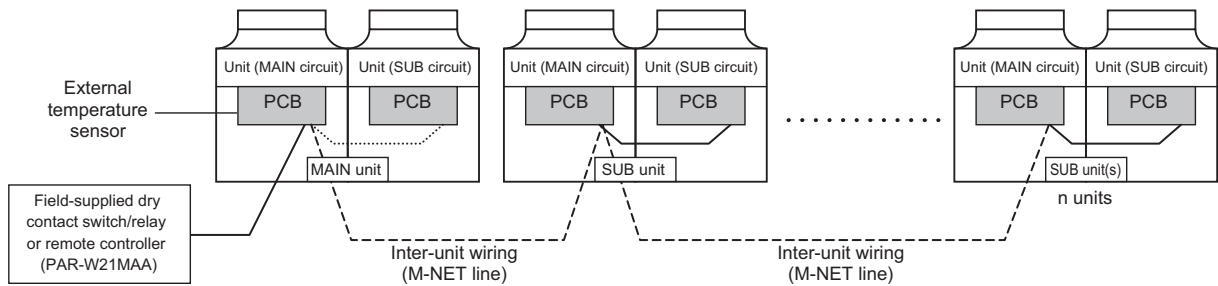 External
temperature
sensor
Unit (MAIN circuit)
Unit (SUB circuit)
PCB
PCB
MAIN unit
Unit (MAIN circuit)
Unit (SUB circuit)
PCB
PCB
SUB unit
Unit (MAIN circuit)
Unit (SUB circuit)
PCB
PCB
SUB unit(s)
n units
Field-supplied dry
contact switch/relay
or remote controller
(PAR-W21MAA)
Inter-unit wiring
(M-NET line)
Inter-unit wiring
(M-NET line)